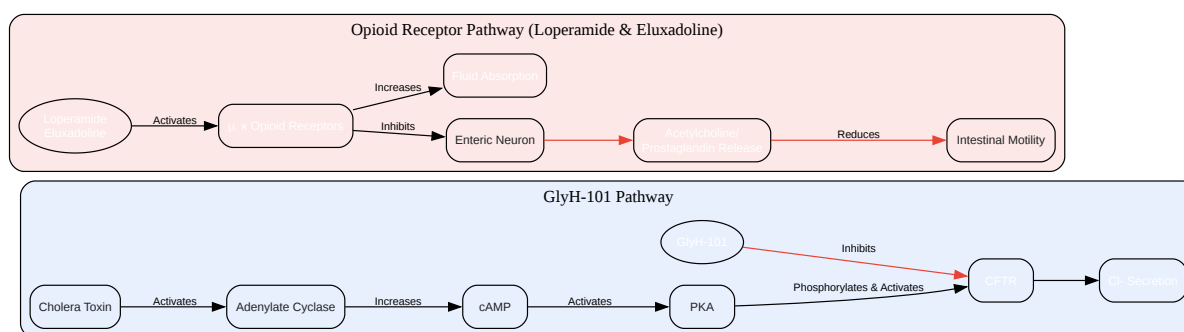 Opioid Receptor Pathway (Loperamide & Eluxadoline)
Loperamide
Eluxadoline
Activates
μ, κ Opioid Receptors
Increases
Fluid Absorption
Inhibits
Enteric Neuron
Acetylcholine/
Prostaglandin Release
Reduces
Intestinal Motility
GlyH-101 Pathway
GlyH-101
Inhibits
Cholera Toxin
Activates
Adenylate Cyclase
Increases
cAMP
Activates
PKA
Phosphorylates & Activates
CFTR
Cl- Secretion